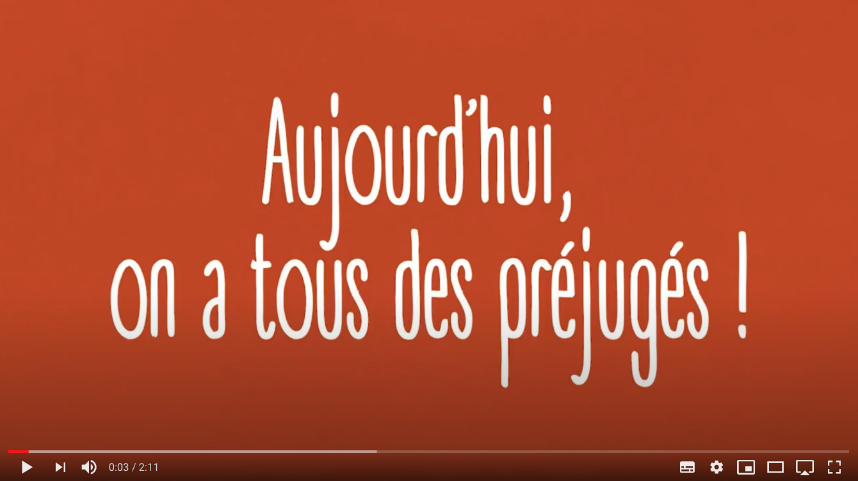 Aujourd'hui,
on a tous des préjugés !
0:03 / 2:11